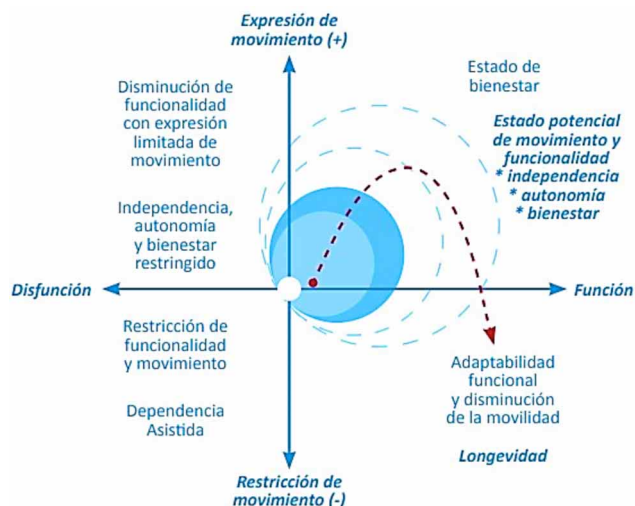 Expresión de
movimiento (+)
Disminución de
funcionalidad
con expresión
limitada de
movimiento
Estado de
bienestar
Estado potencial
de movimiento y
funcionalidad
* independencia
* autonomía
* bienestar
Independencia,
autonomía
y bienestar
restringido
Disfunción
Función
Restricción de
funcionalidad
y movimiento
Dependencia
Asistida
Adaptabilidad
funcional
y disminución
de la movilidad
Longevidad
Restricción de
movimiento (-)